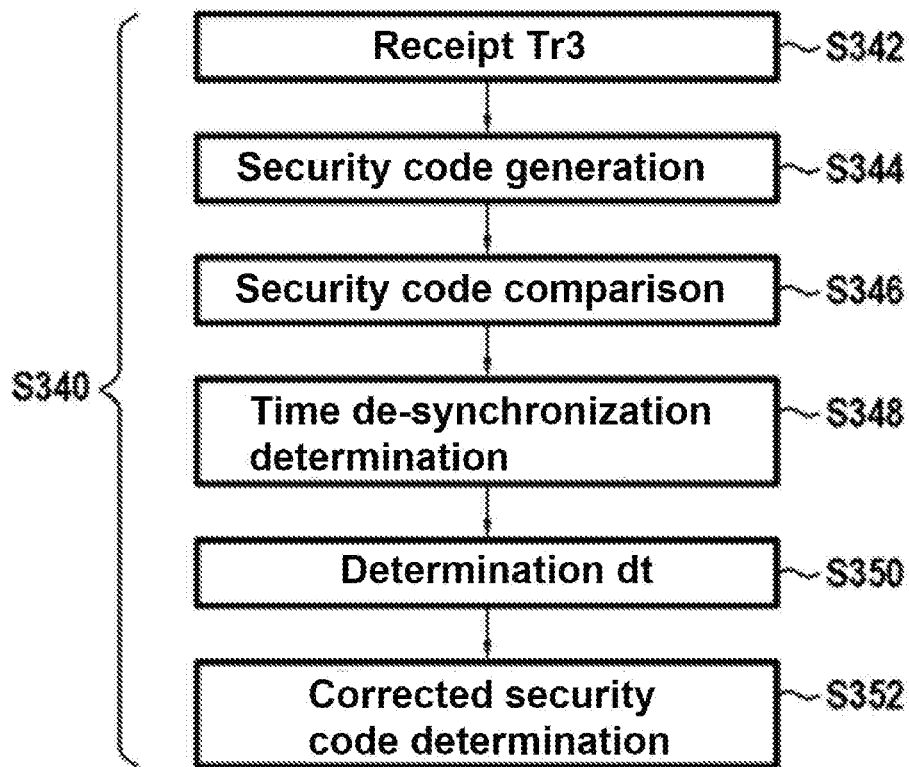 Receipt Tr3
S342
Security code generation
S344
Security code comparison
S346
S340
Time de-synchronization
determination
S348
Determination dt
S350
Corrected security
code determination
S352